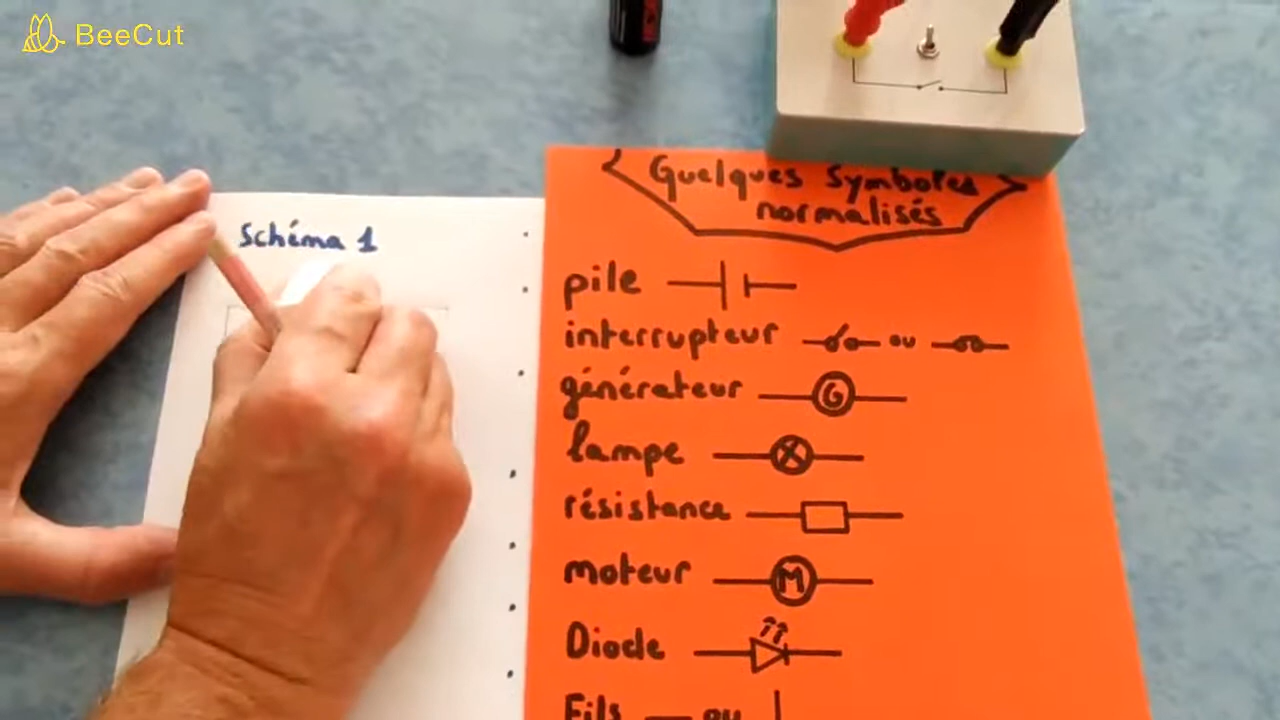 BeeCut
Schéma 1
Quelques Symboles
normalisés
pile
interrupteur ou
générateur G
lampe
résistance
moteur M
Diode
Fils ou